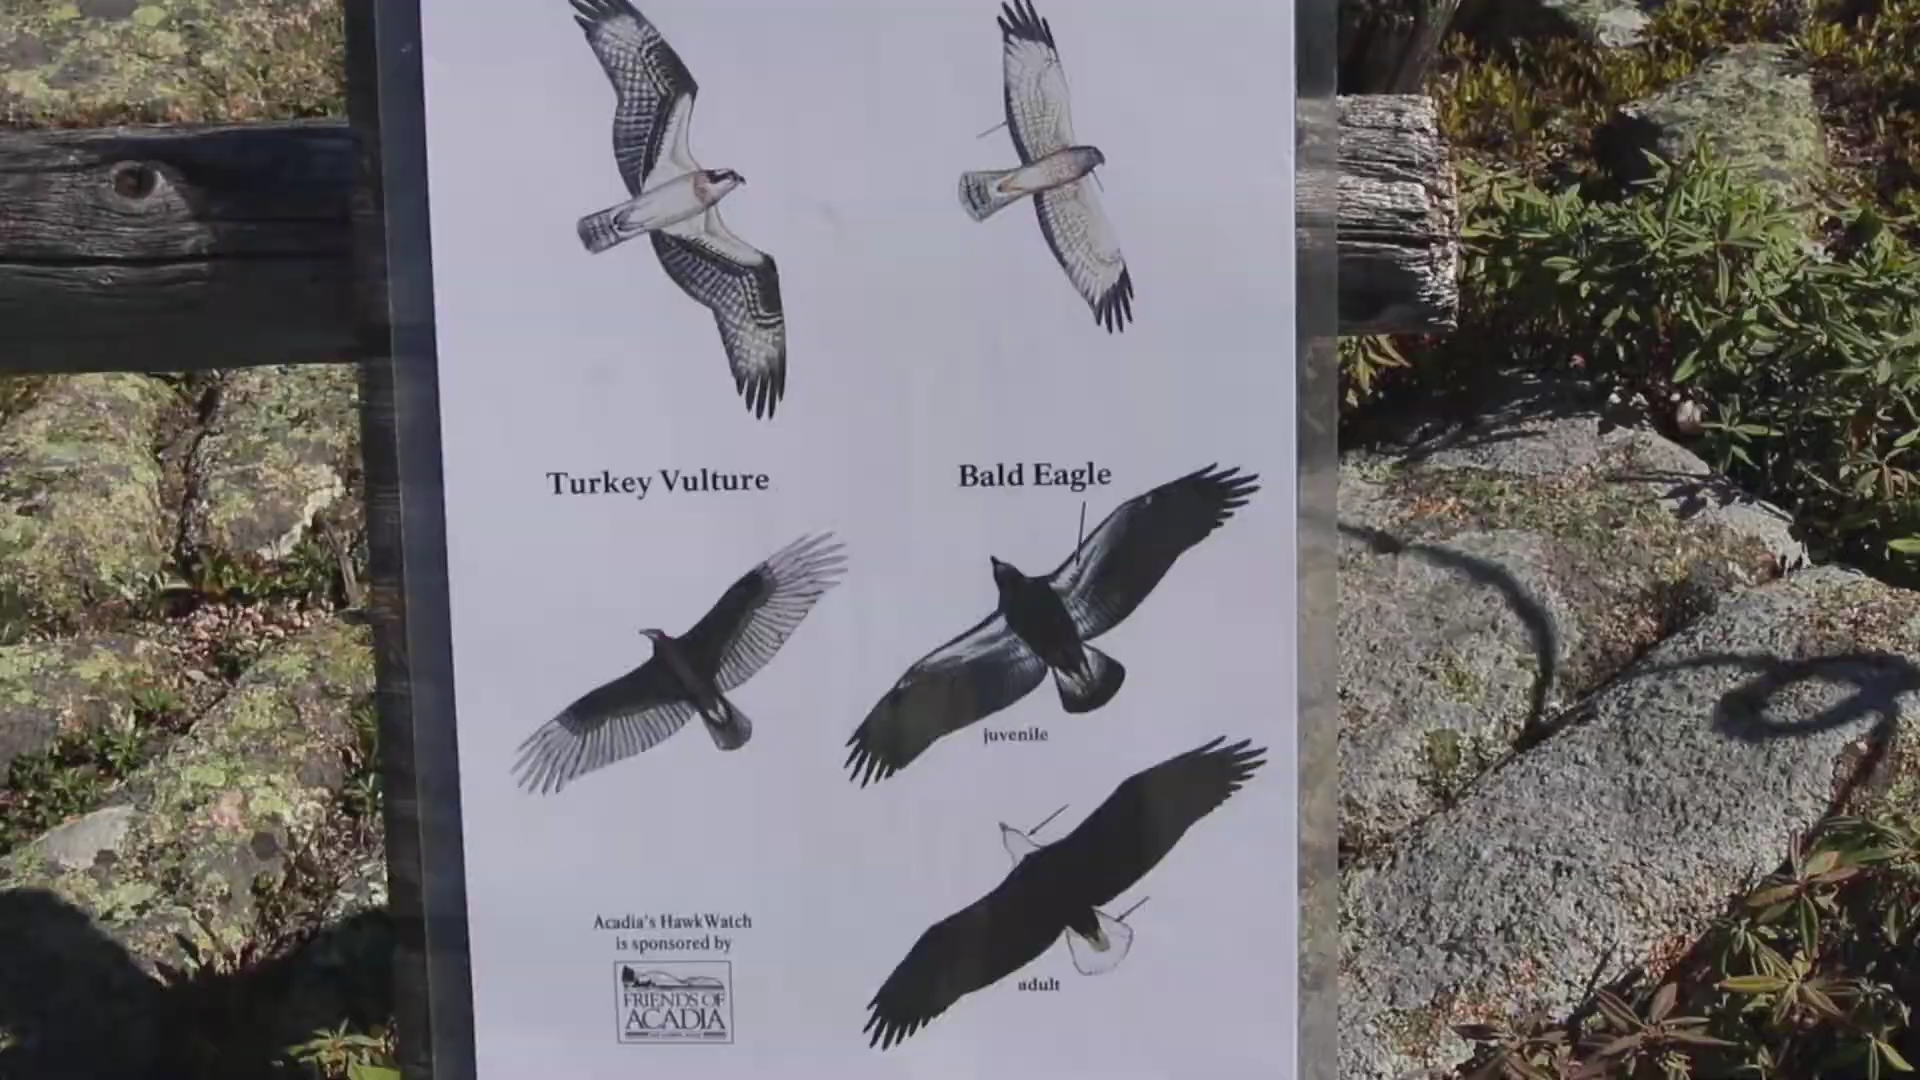 Turkey Vulture
Bald Eagle
juvenile
adult
Acadia's HawkWatch
is sponsored by
FRIENDS OF
ACADIA